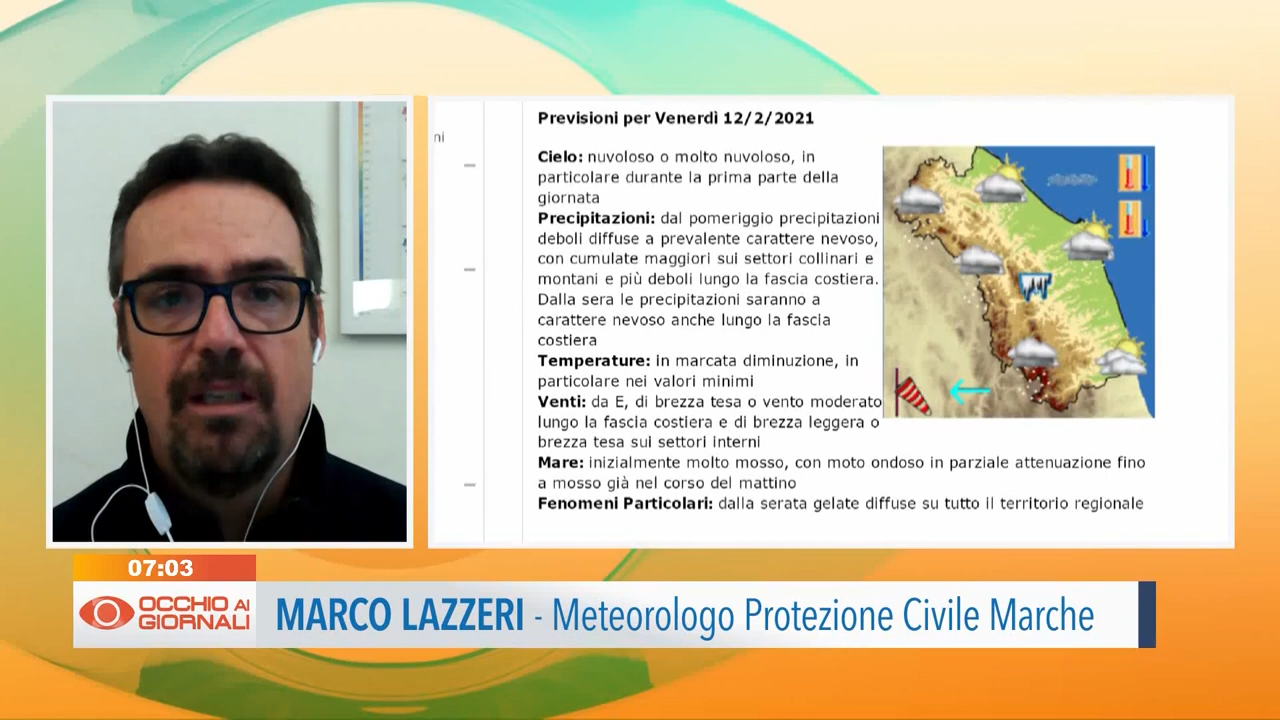 Previsioni per Venerdì 12/2/2021
ni
Cielo: nuvoloso o molto nuvoloso, in
particolare durante la prima parte della
giornata
Precipitazioni: dal pomeriggio precipitazioni
deboli diffuse a prevalente carattere nevoso,
con cumulate maggiori sui settori collinari e
montani e più deboli lungo la fascia costiera.
Dalla sera le precipitazioni saranno a
carattere nevoso anche lungo la fascia
costiera
Temperature: in marcata diminuzione, in
particolare nei valori minimi
Venti: da E, di brezza tesa o vento moderato
lungo la fascia costiera e di brezza leggera o
brezza tesa sui settori interni
Mare: inizialmente molto mosso, con moto ondoso in parziale attenuazione fino
a mosso già nel corso del mattino
Fenomeni Particolari: dalla serata gelate diffuse su tutto il territorio regionale
07:03
OCCHIO AI
GIORNALI
MARCO LAZZERI - Meteorologo Protezione Civile Marche